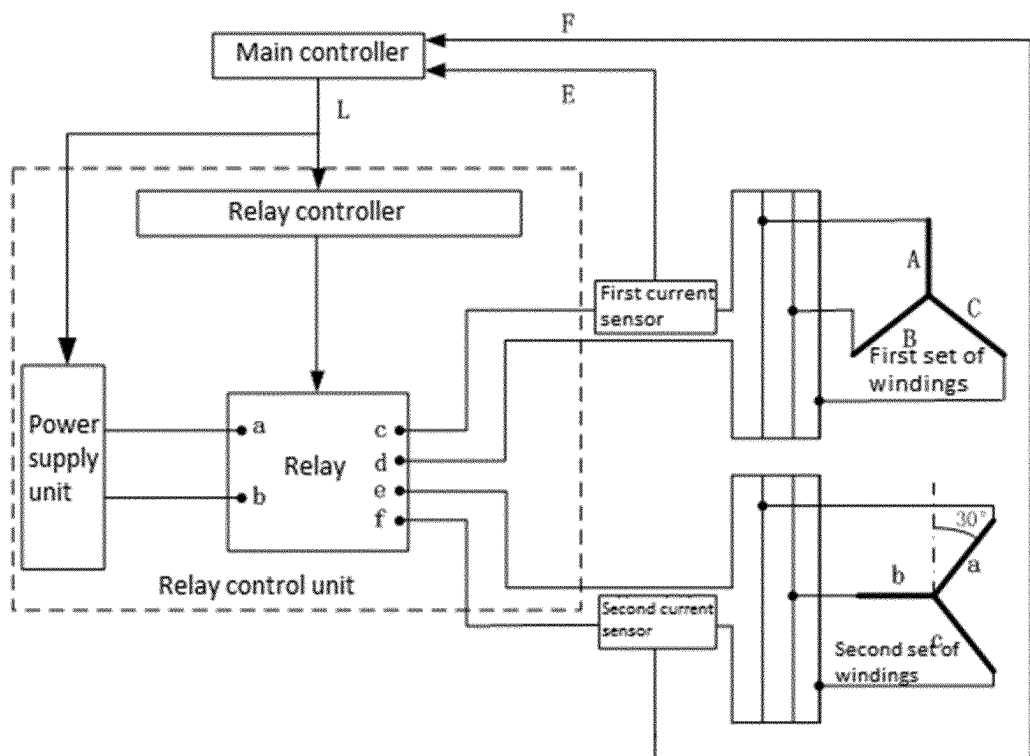 F
Main controller
E
L
Relay controller
A
First current
sensor
C
B
First set of
windings
Power
supply
unit
a
c
Relay
d
b
e
f
30°
a
b
Relay control unit
Second current
sensor
c
Second set of
windings